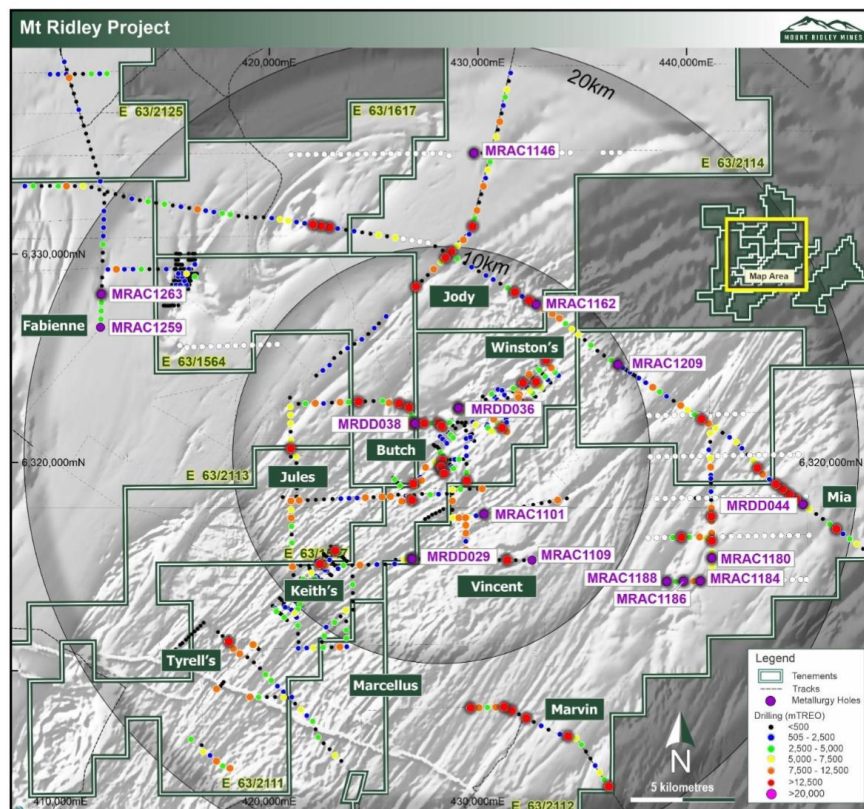 Mt Ridley Project
MOUNT RIDLEY MINES
420,000mE
430,000mE
440,000mE
20km
E 63/2125
E 63/1617
MRAC1146
E 63/2114
6,330,000mN
6,330,000mN
10km
Map Area
MRAC1263
Jody
MRAC1162
Fabienne
MRAC1259
Winston's
E 63/1564
MRAC1209
MRDD036
MRDD038
Butch
6,320,000mN
6,320,000mN
Jules
E 63/2113
MRDD044
Mia
MRAC1101
MRDD029
MRAC1109
MRAC1180
Keith's
Vincent
MRAC1188
MRAC1184
MRAC1186
Tyrell's
Marcellus
Marvin
Legend
Tenements
Tracks
Metallurgy Holes
Drilling (mTREO)
<500
505 - 2,500
2,500 - 5,000
5,000 - 7,500
7,500 - 12,500
>12,500
>20,000
N
5 kilometres
E 63/2111
E 63/2112
410,000mE
420,000mE
430,000mE